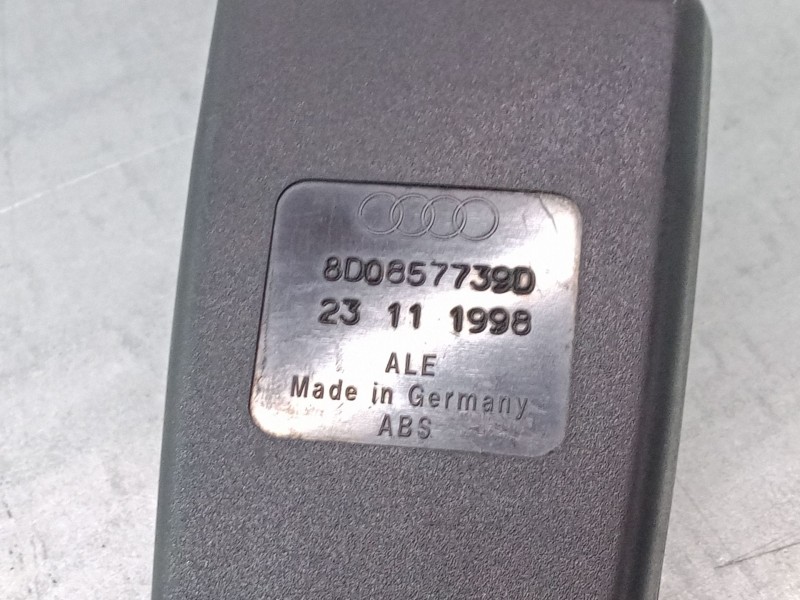 8D0857739D
23 11 1998
ALE
Made in Germany
ABS